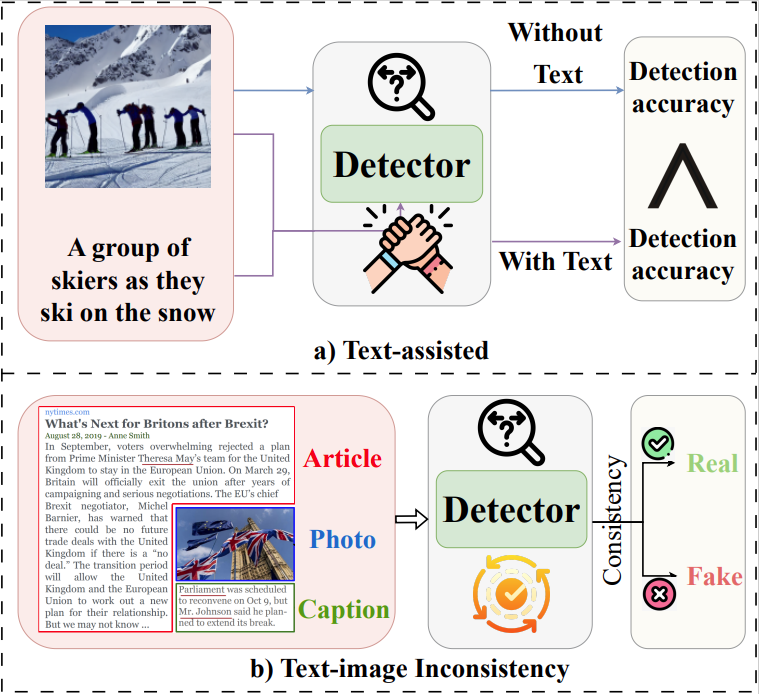 Without
Text
Detection
accuracy
?
Detector
A group of
skiers as they
ski on the snow
With Text
Detection
accuracy
a) Text-assisted
nytimes.com
What's Next for Britons after Brexit?
August 28, 2019 - Anne Smith
In September, voters overwhelming rejected a plan
from Prime Minister Theresa May's team for the United
Kingdom to stay in the European Union. On March 29,
Britain will officially exit the union after years of
campaigning and serious negotiations. The EU's chief
Brexit negotiator, Michel
Barnier, has warned that
there could be no future
trade deals with the United
Kingdom if there is a "no
deal." The transition period
will allow the United
Kingdom and the European
Union to work out a new
plan for their relationship.
But we may not know ...
Parliament was scheduled
to reconvene on Oct 9, but
Mr. Johnson said he plan-
ned to extend its break.
Article
Photo
Caption
?
Detector
Consistency
Real
Fake
b) Text-image Inconsistency